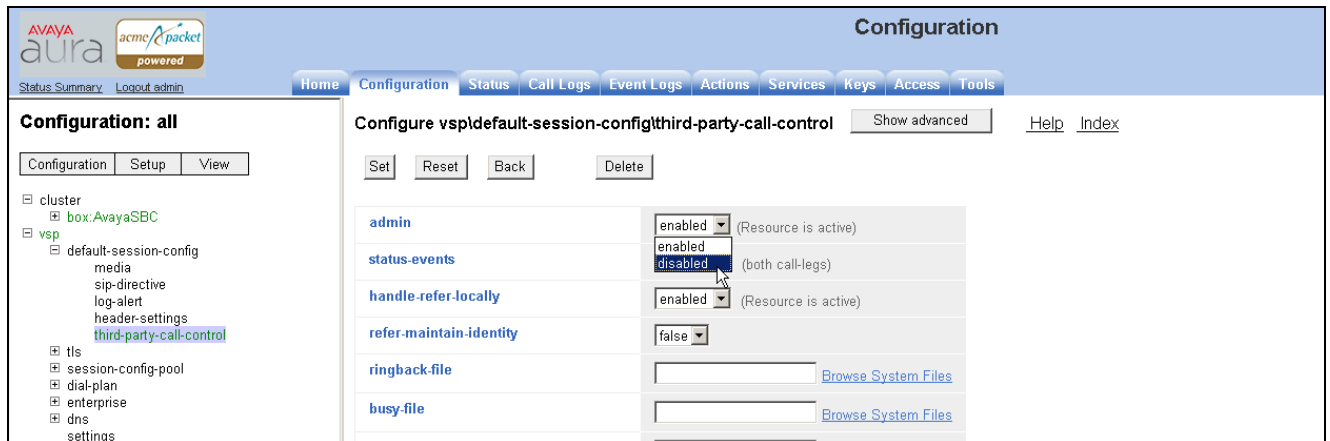 AVAYA
aura
acme packet
powered
Configuration
Status Summary Logout admin
Home Configuration Status Call Logs Event Logs Actions Services Keys Access Tools
Configuration: all
Configure vsp\default-session-config\third-party-call-control Show advanced Help Index
Configuration Setup View
Set Reset Back Delete
cluster
box:AvayaSBC
vsp
default-session-config
media
sip-directive
log-alert
header-settings
third-party-call-control
tls
session-config-pool
dial-plan
enterprise
dns
settings
admin enabled (Resource is active)
enabled
disabled
status-events (both call-legs)
handle-refer-locally enabled (Resource is active)
refer-maintain-identity false
ringback-file Browse System Files
busy-file Browse System Files